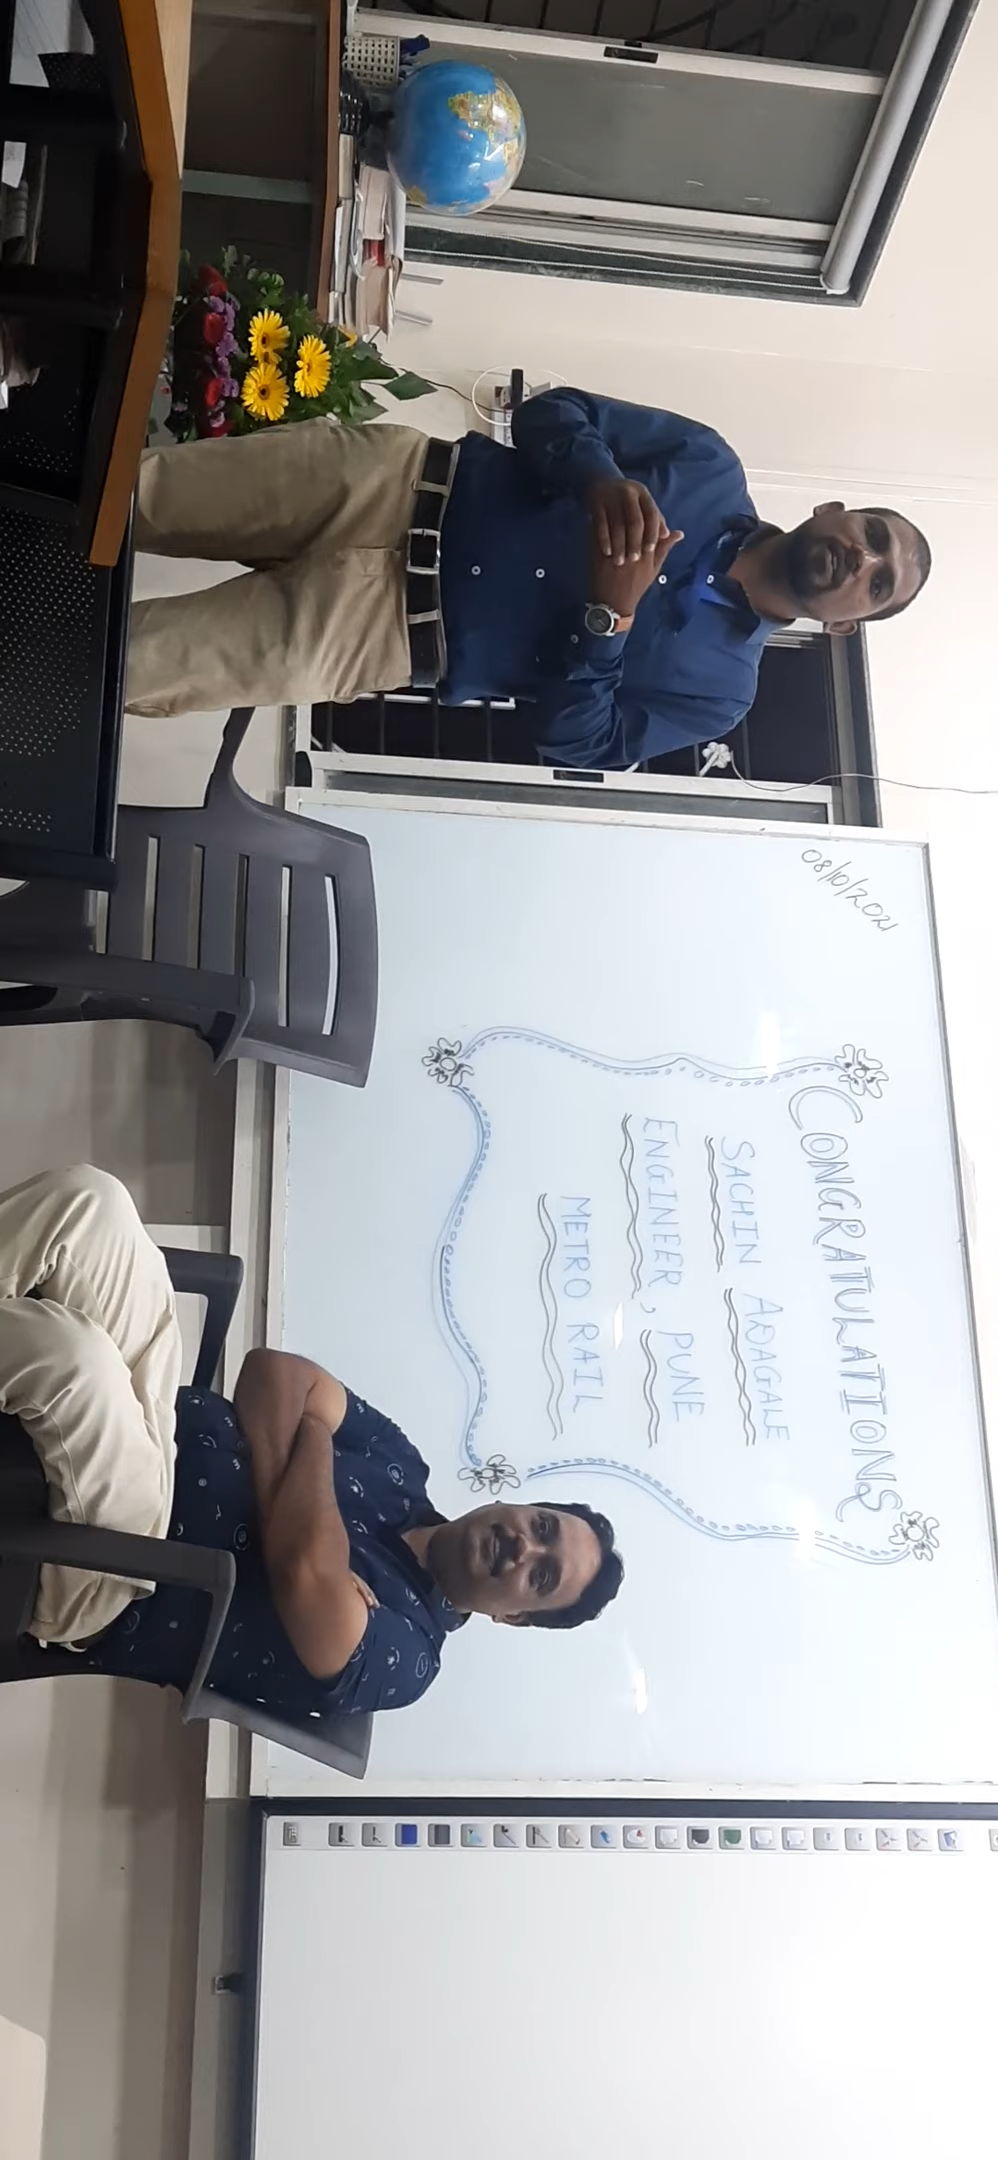 08/10/2021
CONGRATULATIONS
SACHIN ADAGALE
ENGINEER, PUNE
METRO RAIL